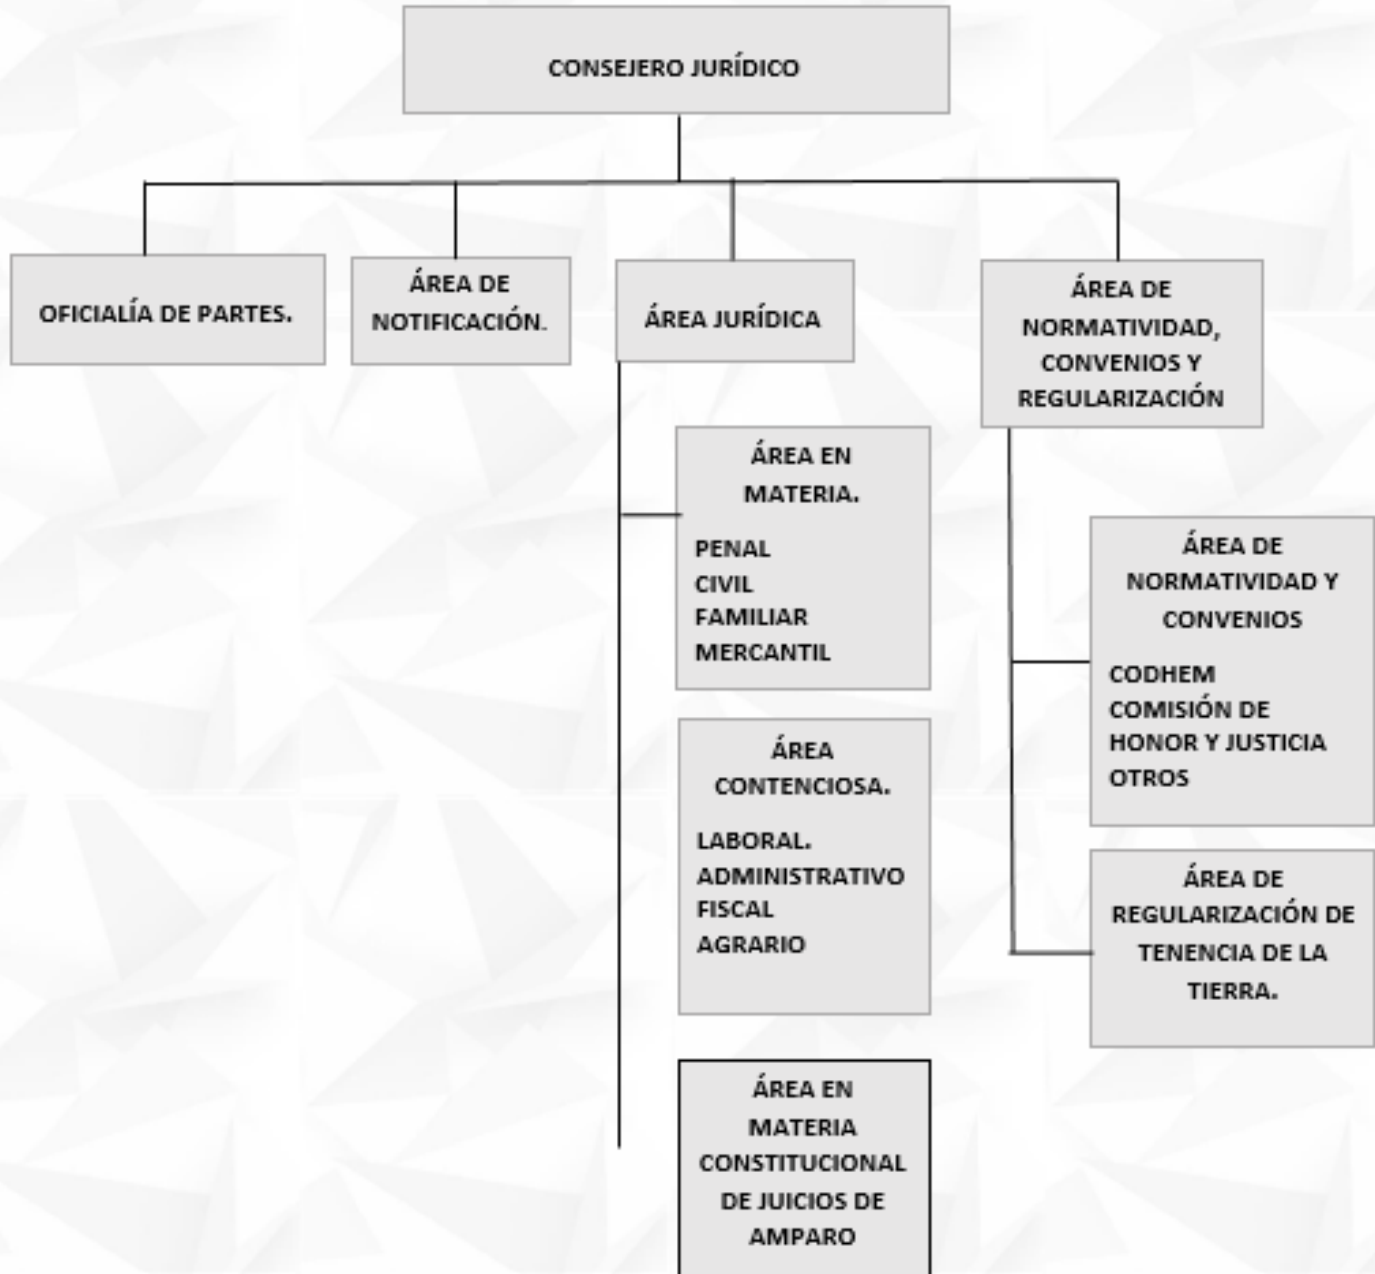 CONSEJERO JURÍDICO
OFICIALÍA DE PARTES.
ÁREA DE
NOTIFICACIÓN.
ÁREA JURÍDICA
ÁREA DE
NORMATIVIDAD,
CONVENIOS Y
REGULARIZACIÓN
ÁREA EN
MATERIA.
PENAL
CIVIL
FAMILIAR
MERCANTIL
ÁREA
CONTENCIOSA.
LABORAL.
ADMINISTRATIVO
FISCAL
AGRARIO
ÁREA EN
MATERIA
CONSTITUCIONAL
DE JUICIOS DE
AMPARO
ÁREA DE
NORMATIVIDAD Y
CONVENIOS
CODHEM
COMISIÓN DE
HONOR Y JUSTICIA
OTROS
ÁREA DE
REGULARIZACIÓN DE
TENENCIA DE LA
TIERRA.